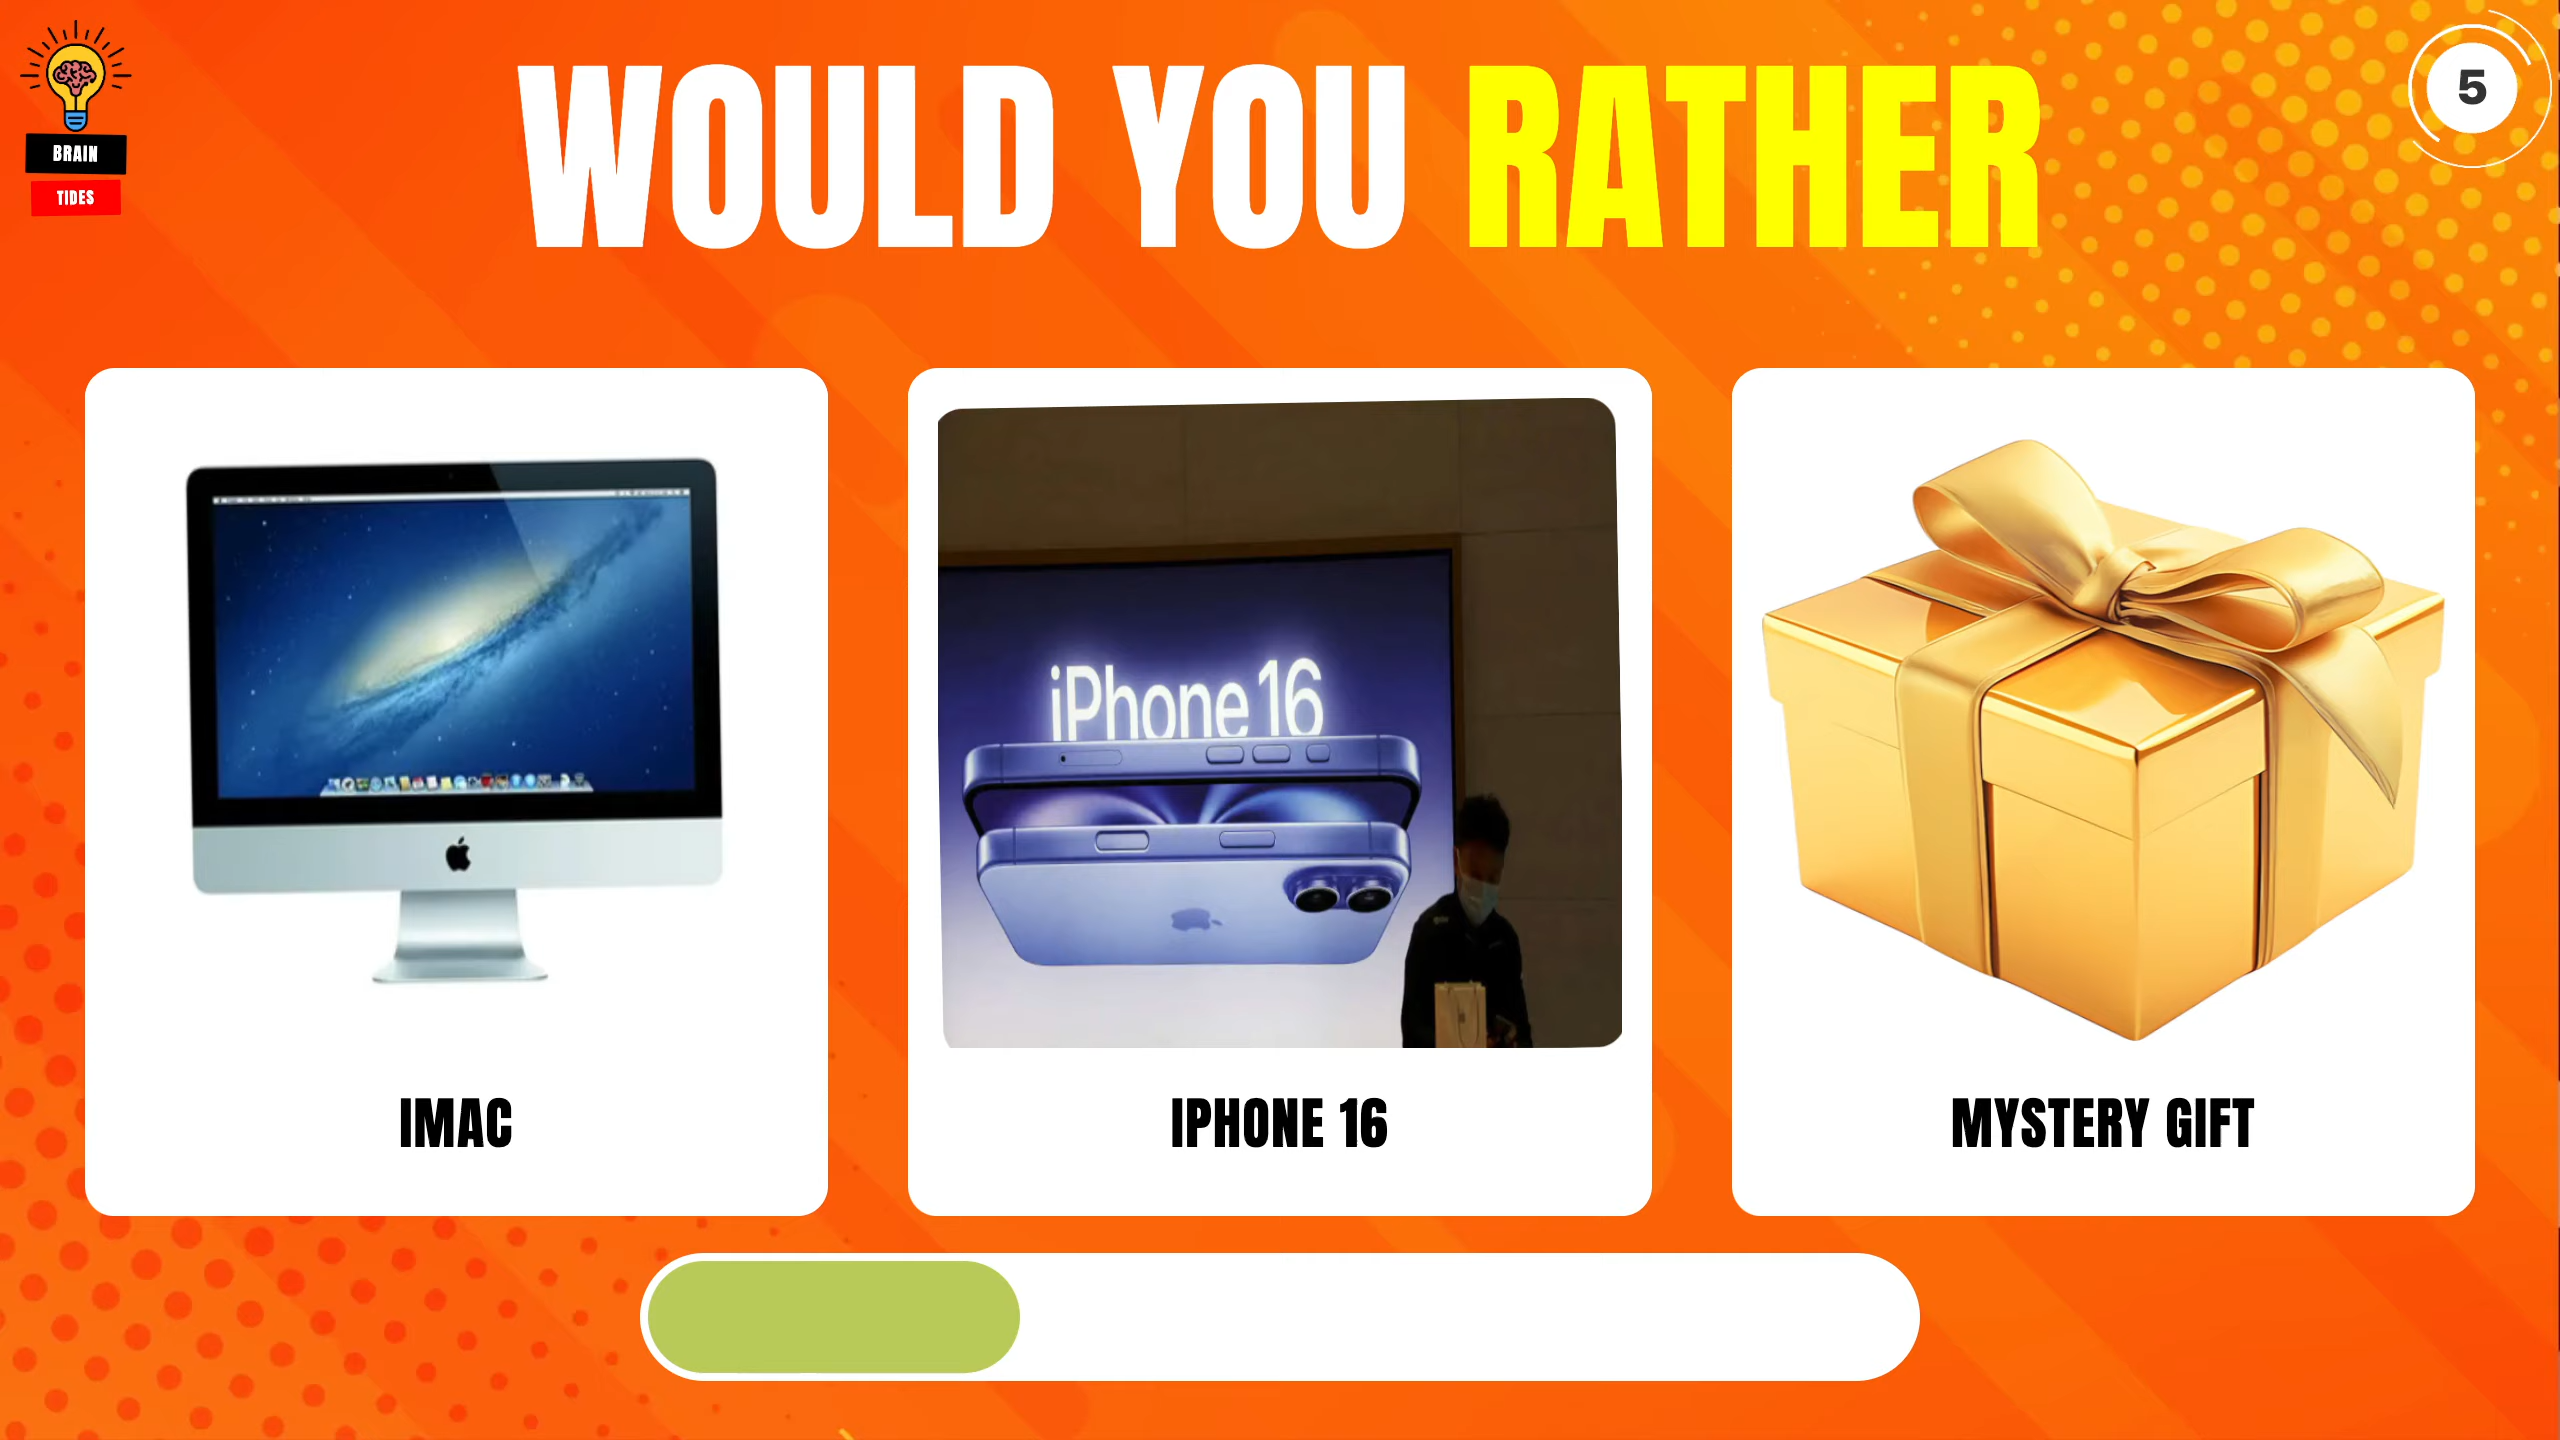 BRAIN
TIDES
WOULD YOU RATHER
5
iPhone 16
IMAC
IPHONE 16
MYSTERY GIFT